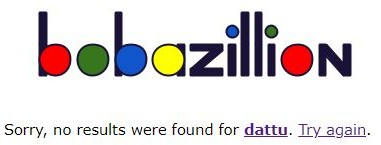 bobazillion
Sorry, no results were found for dattu. Try again.